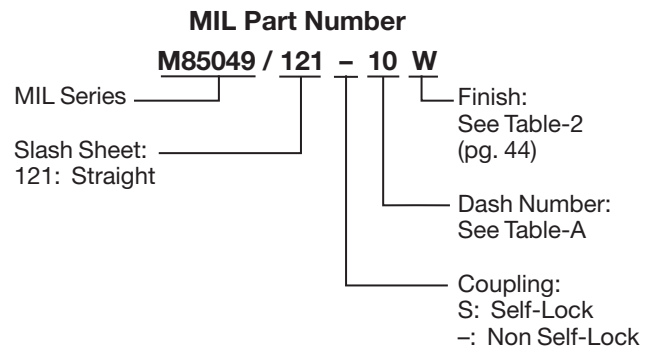 MIL Part Number
M85049 / 121 – 10 W
MIL Series
Finish:
See Table-2
(pg. 44)
Slash Sheet:
121: Straight
Dash Number:
See Table-A
Coupling:
S: Self-Lock
–: Non Self-Lock